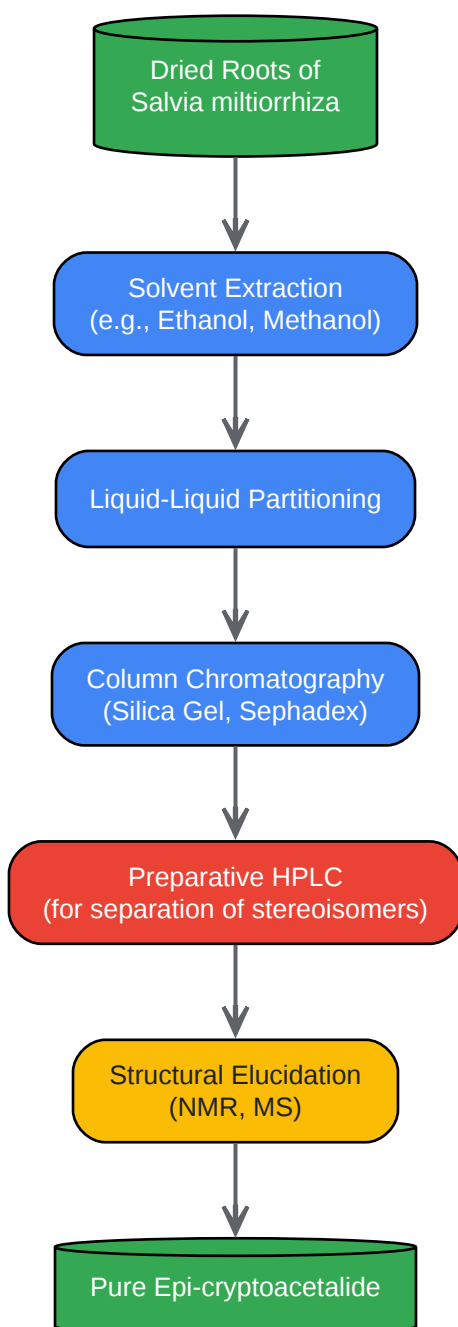 Dried Roots of
Salvia miltiorrhiza
Solvent Extraction
(e.g., Ethanol, Methanol)
Liquid-Liquid Partitioning
Column Chromatography
(Silica Gel, Sephadex)
Preparative HPLC
(for separation of stereoisomers)
Structural Elucidation
(NMR, MS)
Pure Epi-cryptoacetalide